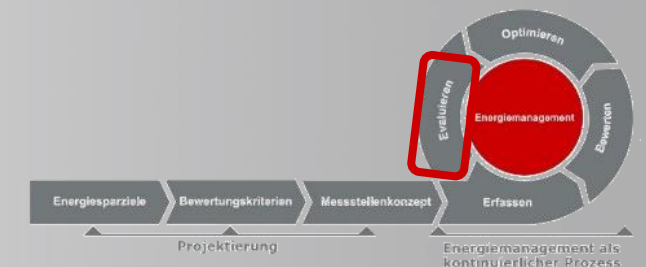 Optimieren
Evaluieren
Energiemanagement
Bewerten
Energiesparziele
Bewertungskriterien
Messstellenkonzept
Erfassen
Projektierung
Energiemanagement als
kontinuierlicher Prozess